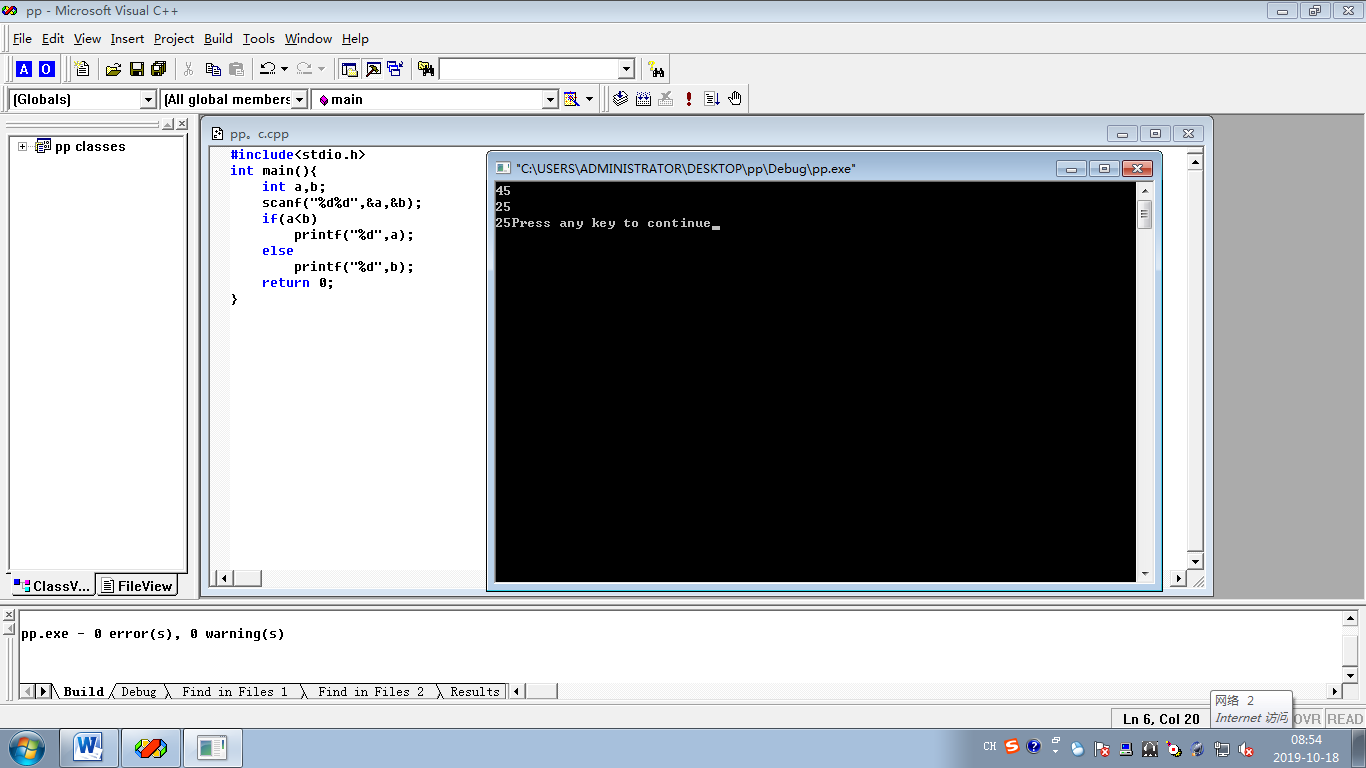 pp - Microsoft Visual C++
File Edit View Insert Project Build Tools Window Help
A O
(Globals) (All global members main
pp classes
ClassV... FileView
pp。c.cpp
#include<stdio.h>
int main(){
int a,b;
scanf("%d%d",&a,&b);
if(a<b)
printf("%d",a);
else
printf("%d",b);
return 0;
}
"C:\USERS\ADMINISTRATOR\DESKTOP\pp\Debug\pp.exe"
45
25
25Press any key to continue
pp.exe - 0 error(s), 0 warning(s)
Build Debug Find in Files 1 Find in Files 2 Results
Ln 6, Col 20 OVR READ
网络 2
Internet 访问
CH
08:54
2019-10-18